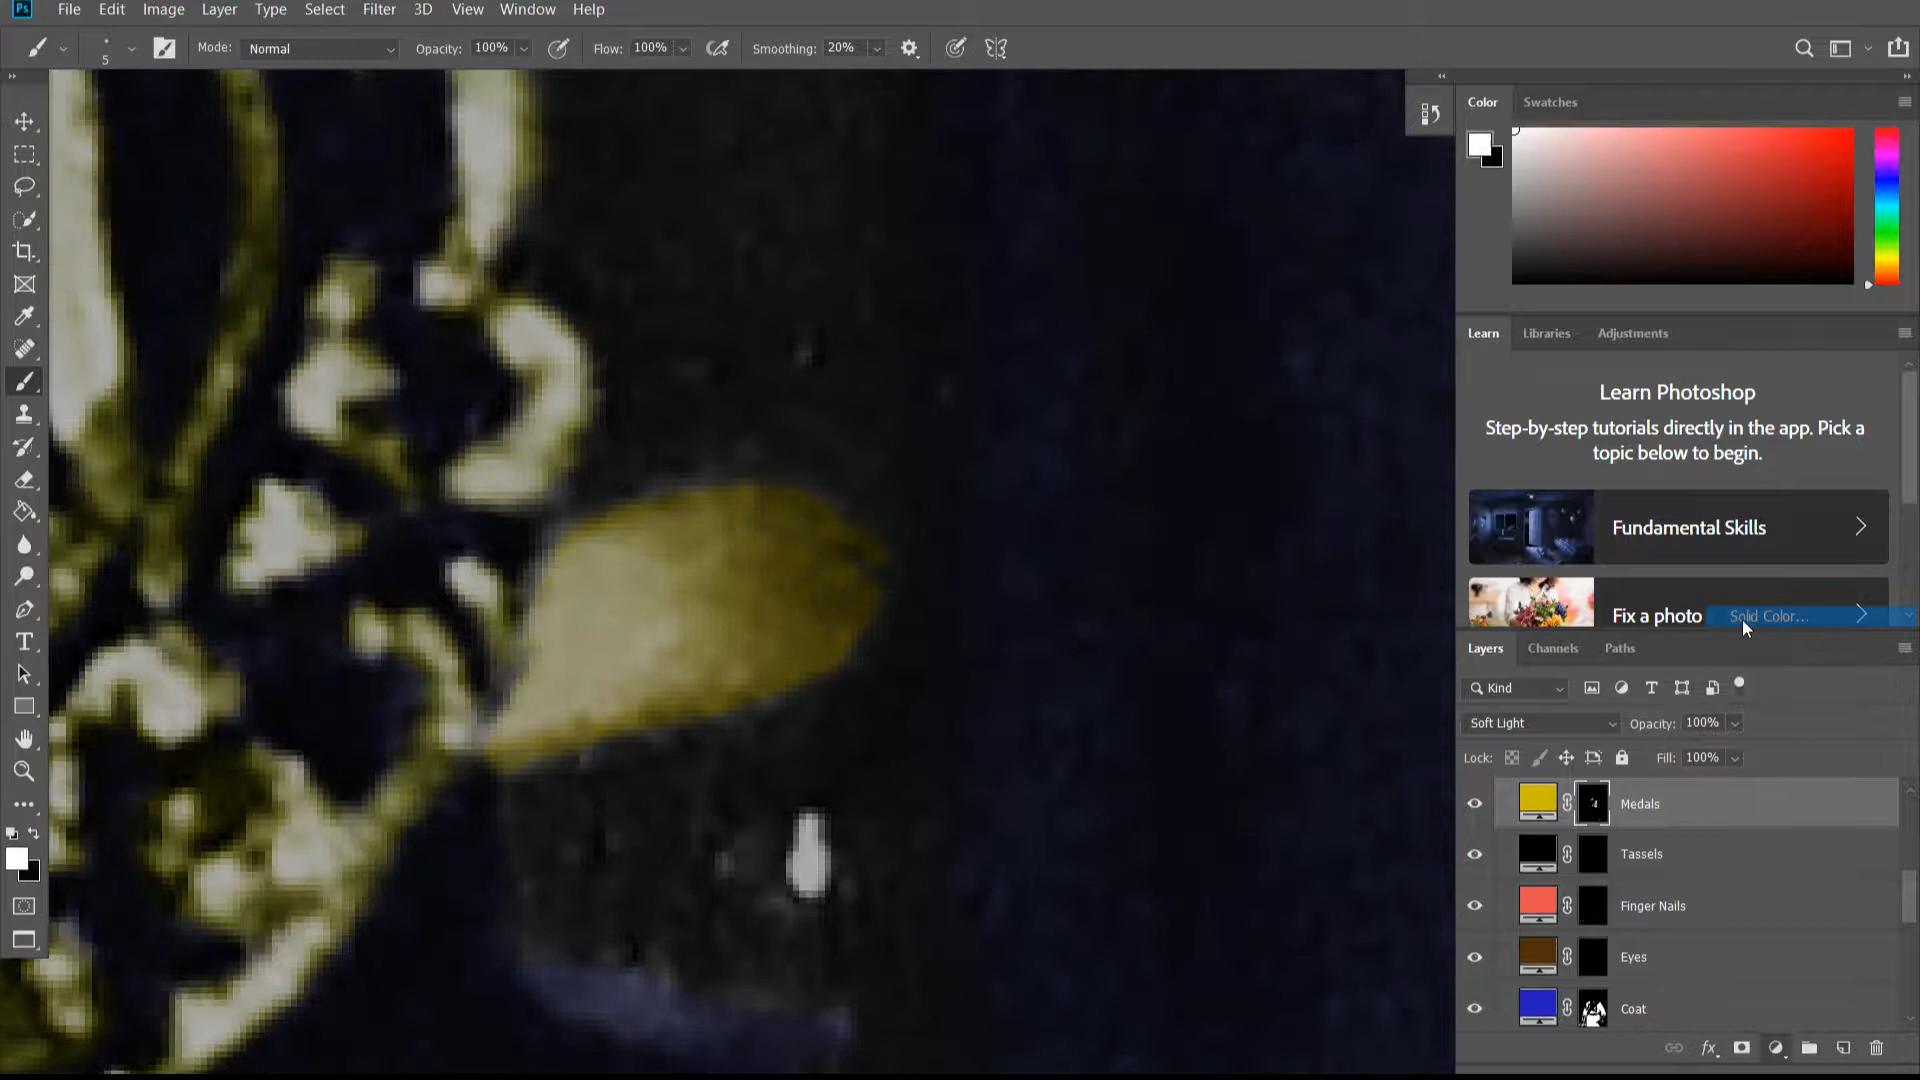 Ps File Edit Image Layer Type Select Filter 3D View Window Help
5 Mode: Normal Opacity: 100% Flow: 100% Smoothing: 20%
Color Swatches
Learn Libraries Adjustments
Learn Photoshop
Step-by-step tutorials directly in the app. Pick a
topic below to begin.
Fundamental Skills
Fix a photo
Solid Color...
Layers Channels Paths
Kind
Soft Light Opacity: 100%
Lock: Fill: 100%
Medals
Tassels
Finger Nails
Eyes
Coat
fx